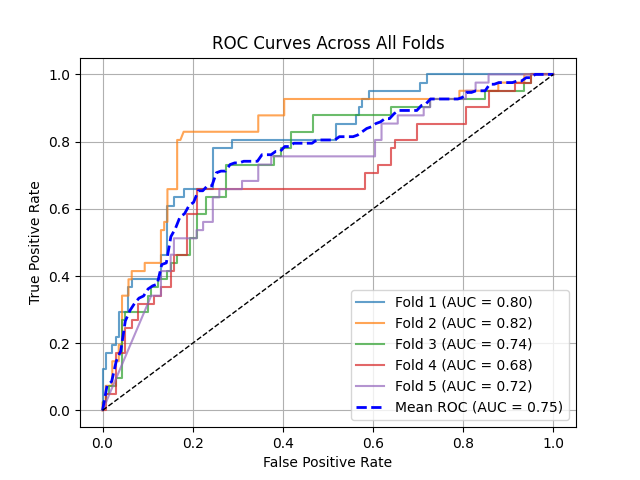 ROC Curves Across All Folds
True Positive Rate
1.0
0.8
0.6
0.4
0.2
0.0
Fold 1 (AUC = 0.80)
Fold 2 (AUC = 0.82)
Fold 3 (AUC = 0.74)
Fold 4 (AUC = 0.68)
Fold 5 (AUC = 0.72)
Mean ROC (AUC = 0.75)
0.0 0.2 0.4 0.6 0.8 1.0
False Positive Rate